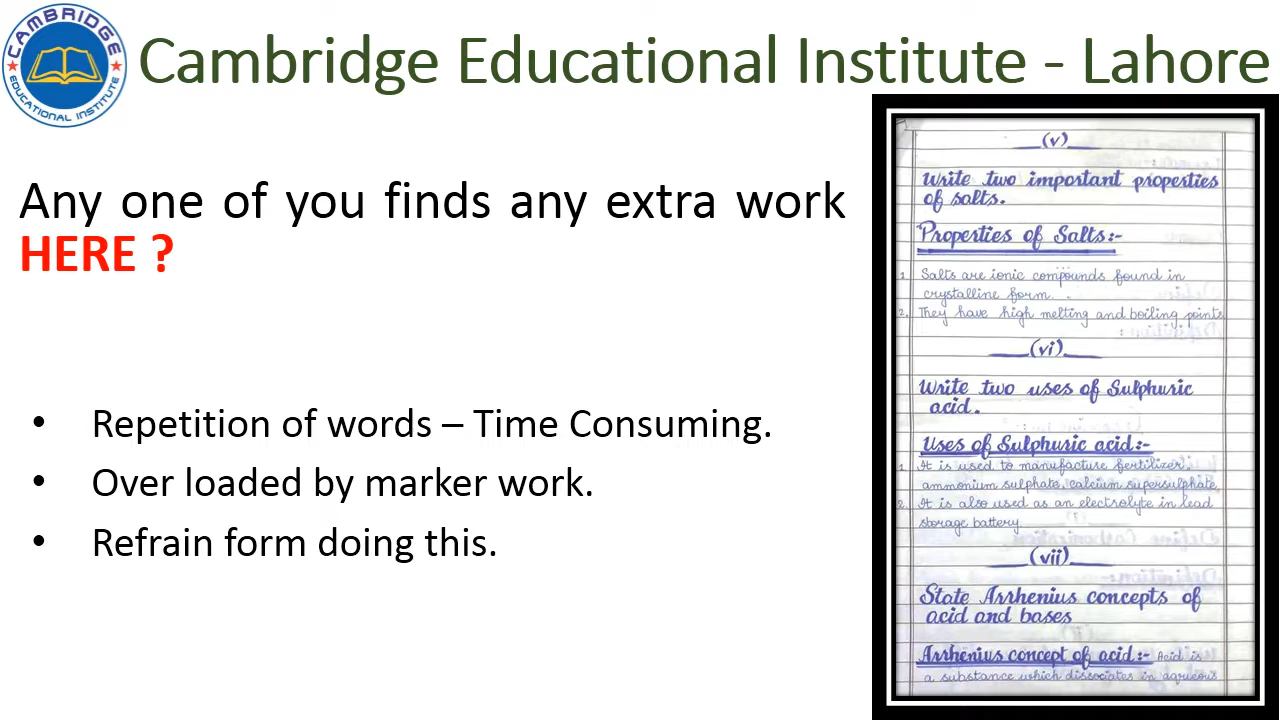 CAMBRIDGE
EDUCATIONAL INSTITUTE
Cambridge Educational Institute - Lahore
Any one of you finds any extra work
HERE ?
• Repetition of words – Time Consuming.
• Over loaded by marker work.
• Refrain form doing this.
(v)
Write two important properties
of salts.
Properties of Salts:-
1. Salts are ionic compounds found in
crystalline form.
2. They have high melting and boiling points
(vi)
Write two uses of Sulphuric
acid.
Uses of Sulphuric acid:-
1. It is used to manufacture fertilizer,
ammonium sulphate, calcium supersulphate,
2. It is also used as an electrolyte in lead
storage battery
(vii)
State Arrhenius concepts of
acid and bases
Arrhenius concept of acid:- Acid is
a substance which dissociates in aqueous